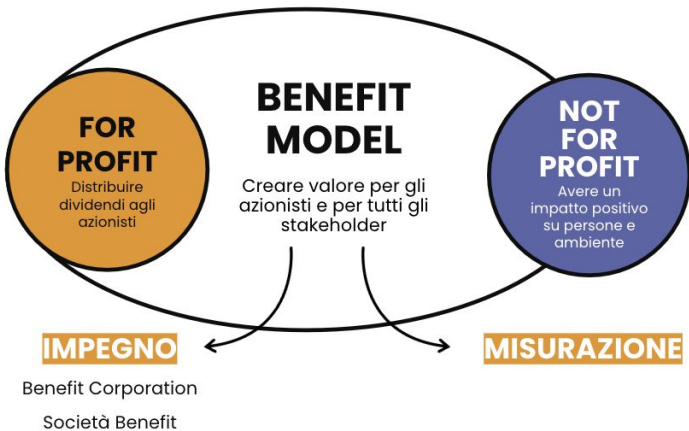 FOR
PROFIT
Distribuire
dividendi agli
azionisti
BENEFIT
MODEL
Creare valore per gli
azionisti e per tutti gli
stakeholder
NOT
FOR
PROFIT
Avere un
impatto positivo
su persone e
ambiente
IMPEGNO
Benefit Corporation
Società Benefit
MISURAZIONE